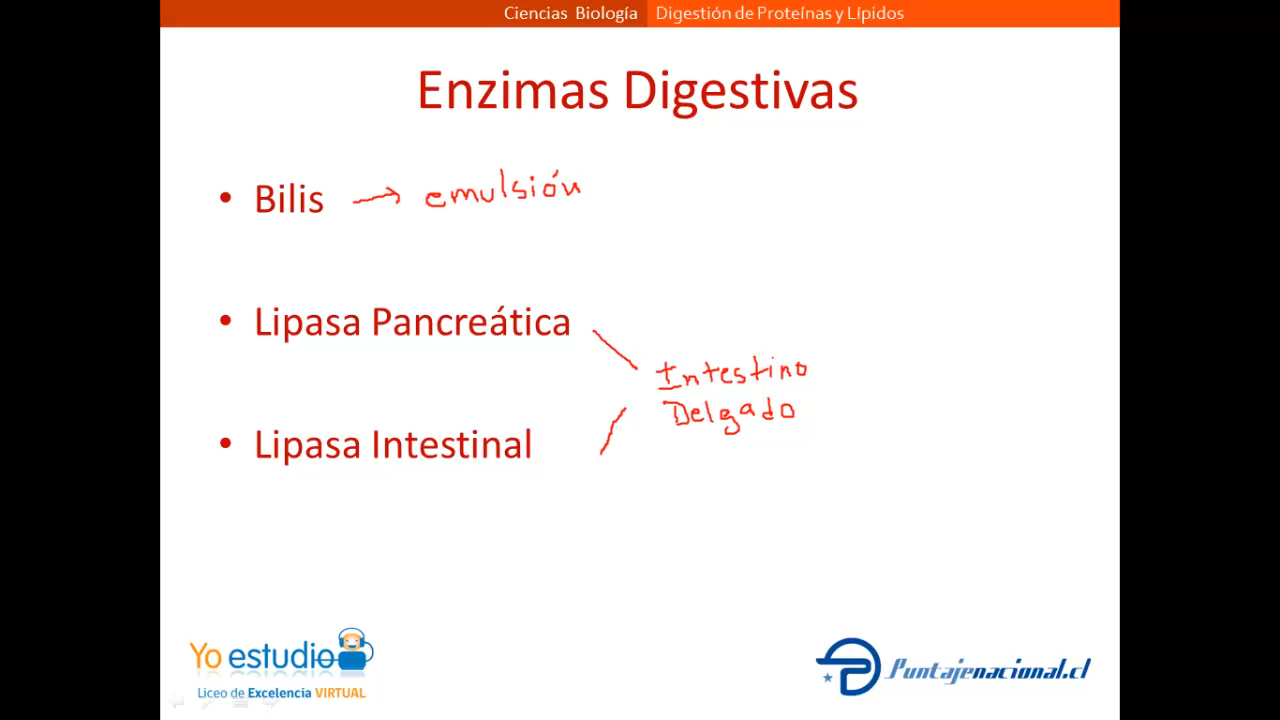 Ciencias Biología Digestión de Proteínas y Lípidos
Enzimas Digestivas
• Bilis → emulsión
• Lipasa Pancreática
Intestino
Delgado
• Lipasa Intestinal
Yo estudio
Liceo de Excelencia VIRTUAL
Puntajenacional.cl